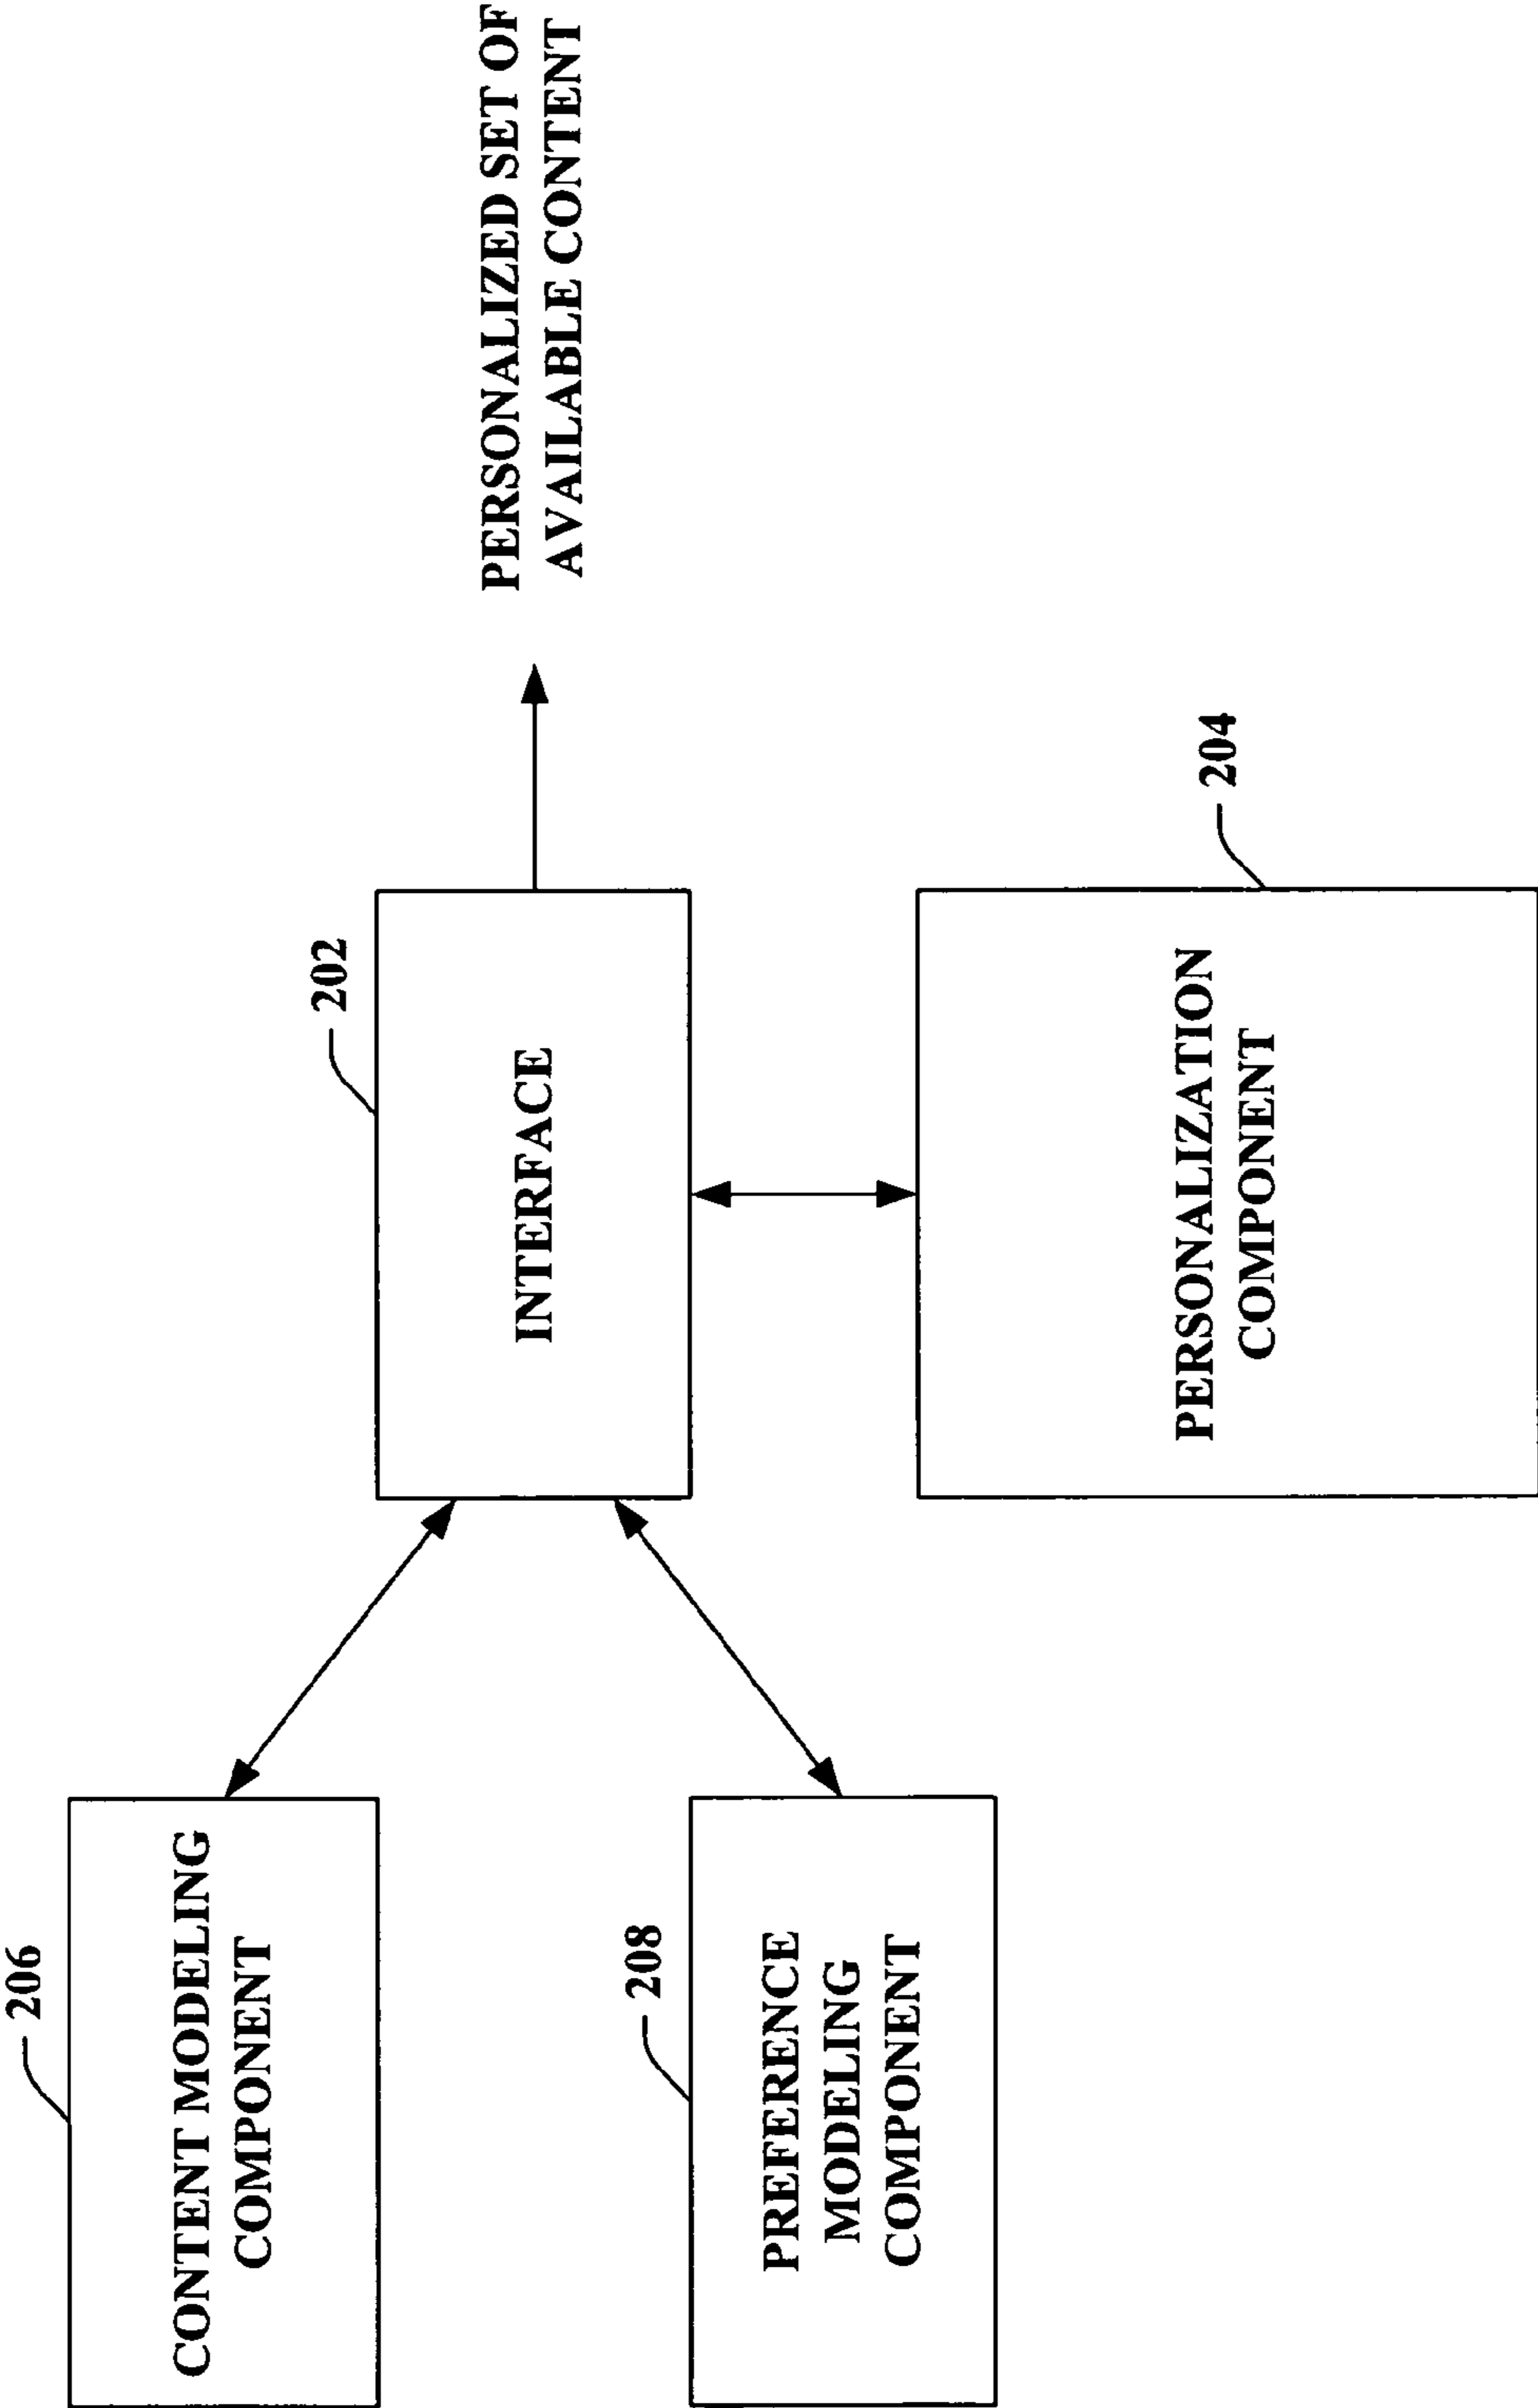 206
CONTENT MODELING
COMPONENT
202
INTERFACE
PERSONALIZED SET OF
AVAILABLE CONTENT
208
PREFERENCE
MODELING
COMPONENT
204
PERSONALIZATION
COMPONENT